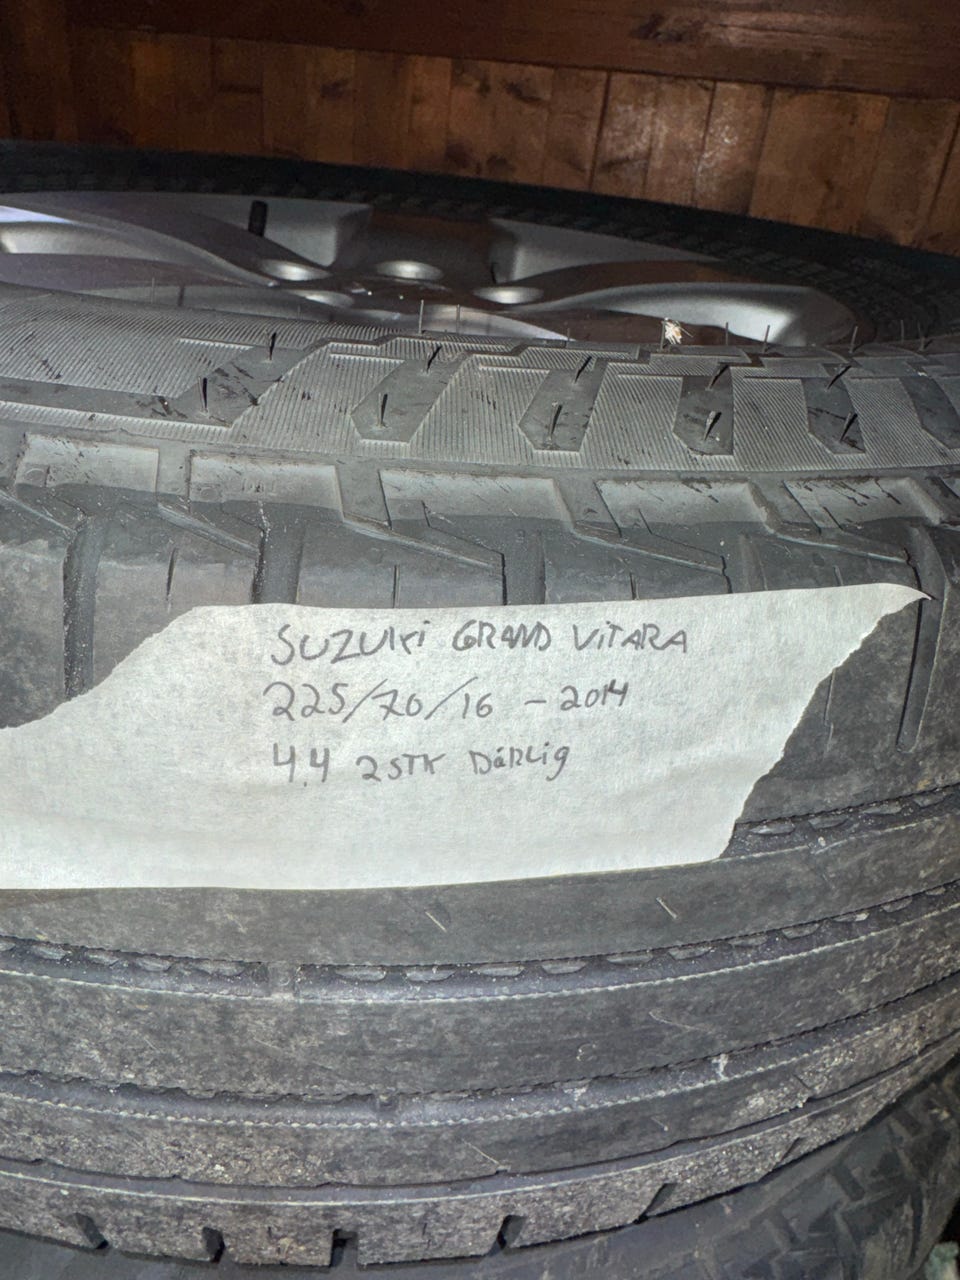 SUZUKi GRAND ViTARA
225/70/16 - 2014
4,4 2STK DåRLig